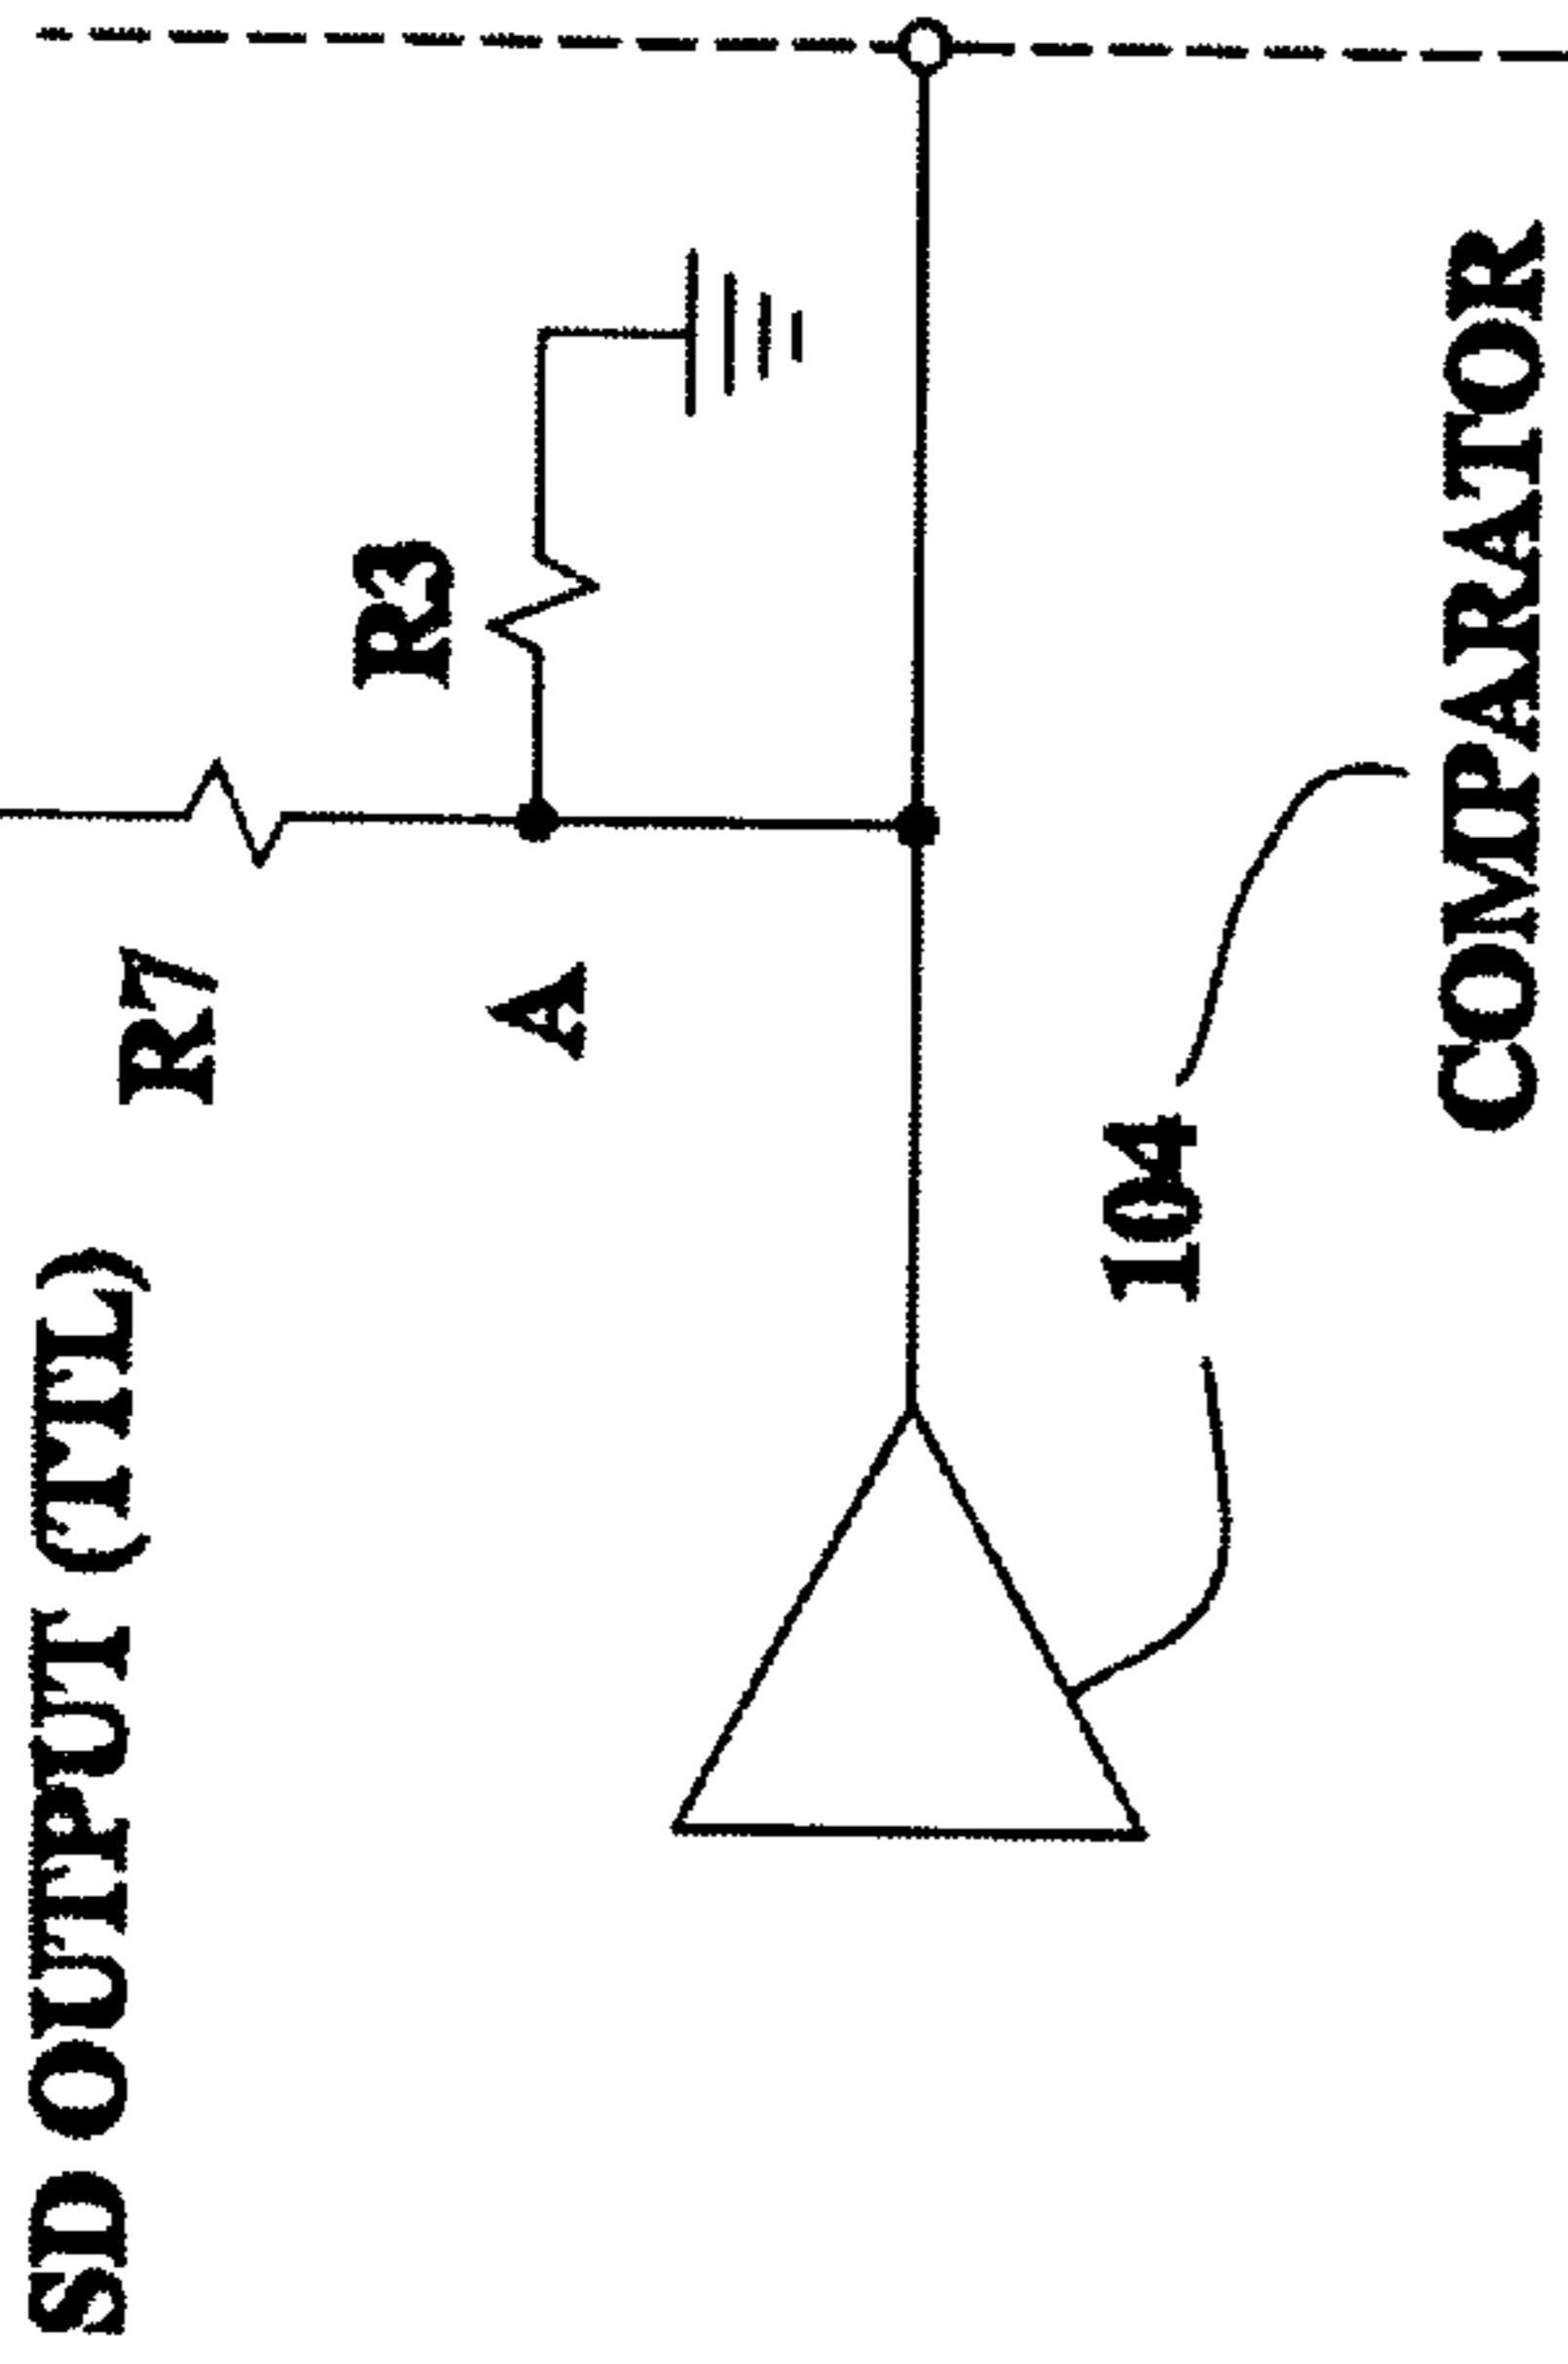 SD OUTPUT (TTL)
R7
R3
A
104
COMPARATOR